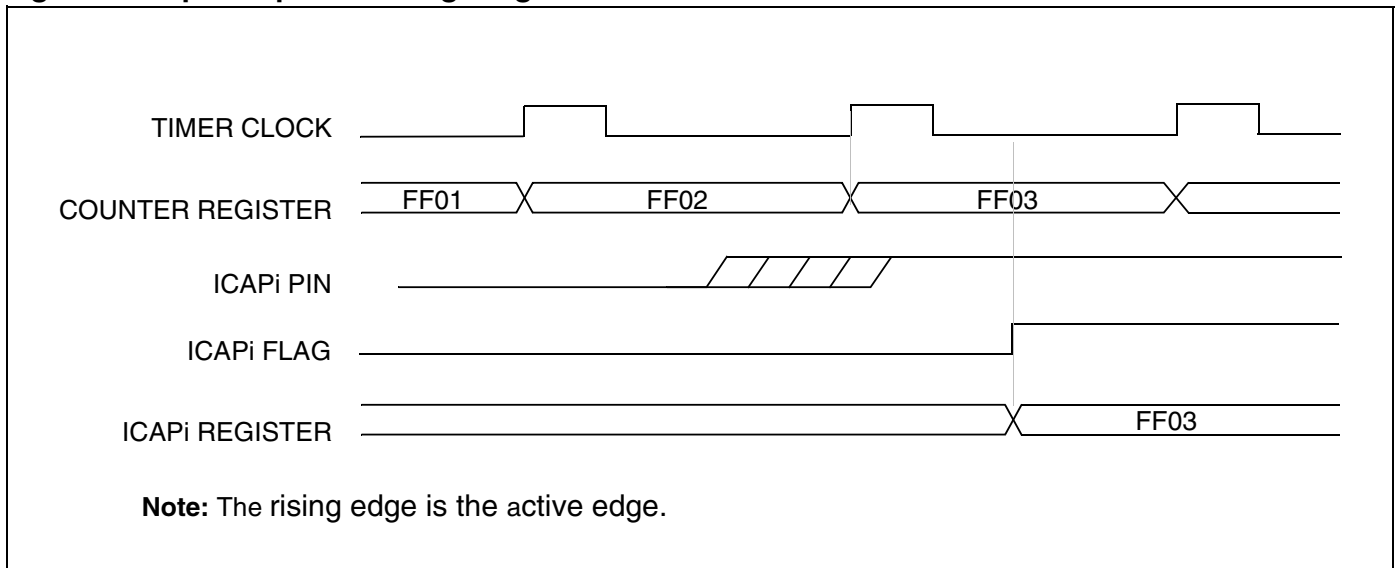 TIMER CLOCK
COUNTER REGISTER
FF01
FF02
FF03
ICAPi PIN
ICAPi FLAG
ICAPi REGISTER
FF03
Note: The rising edge is the active edge.